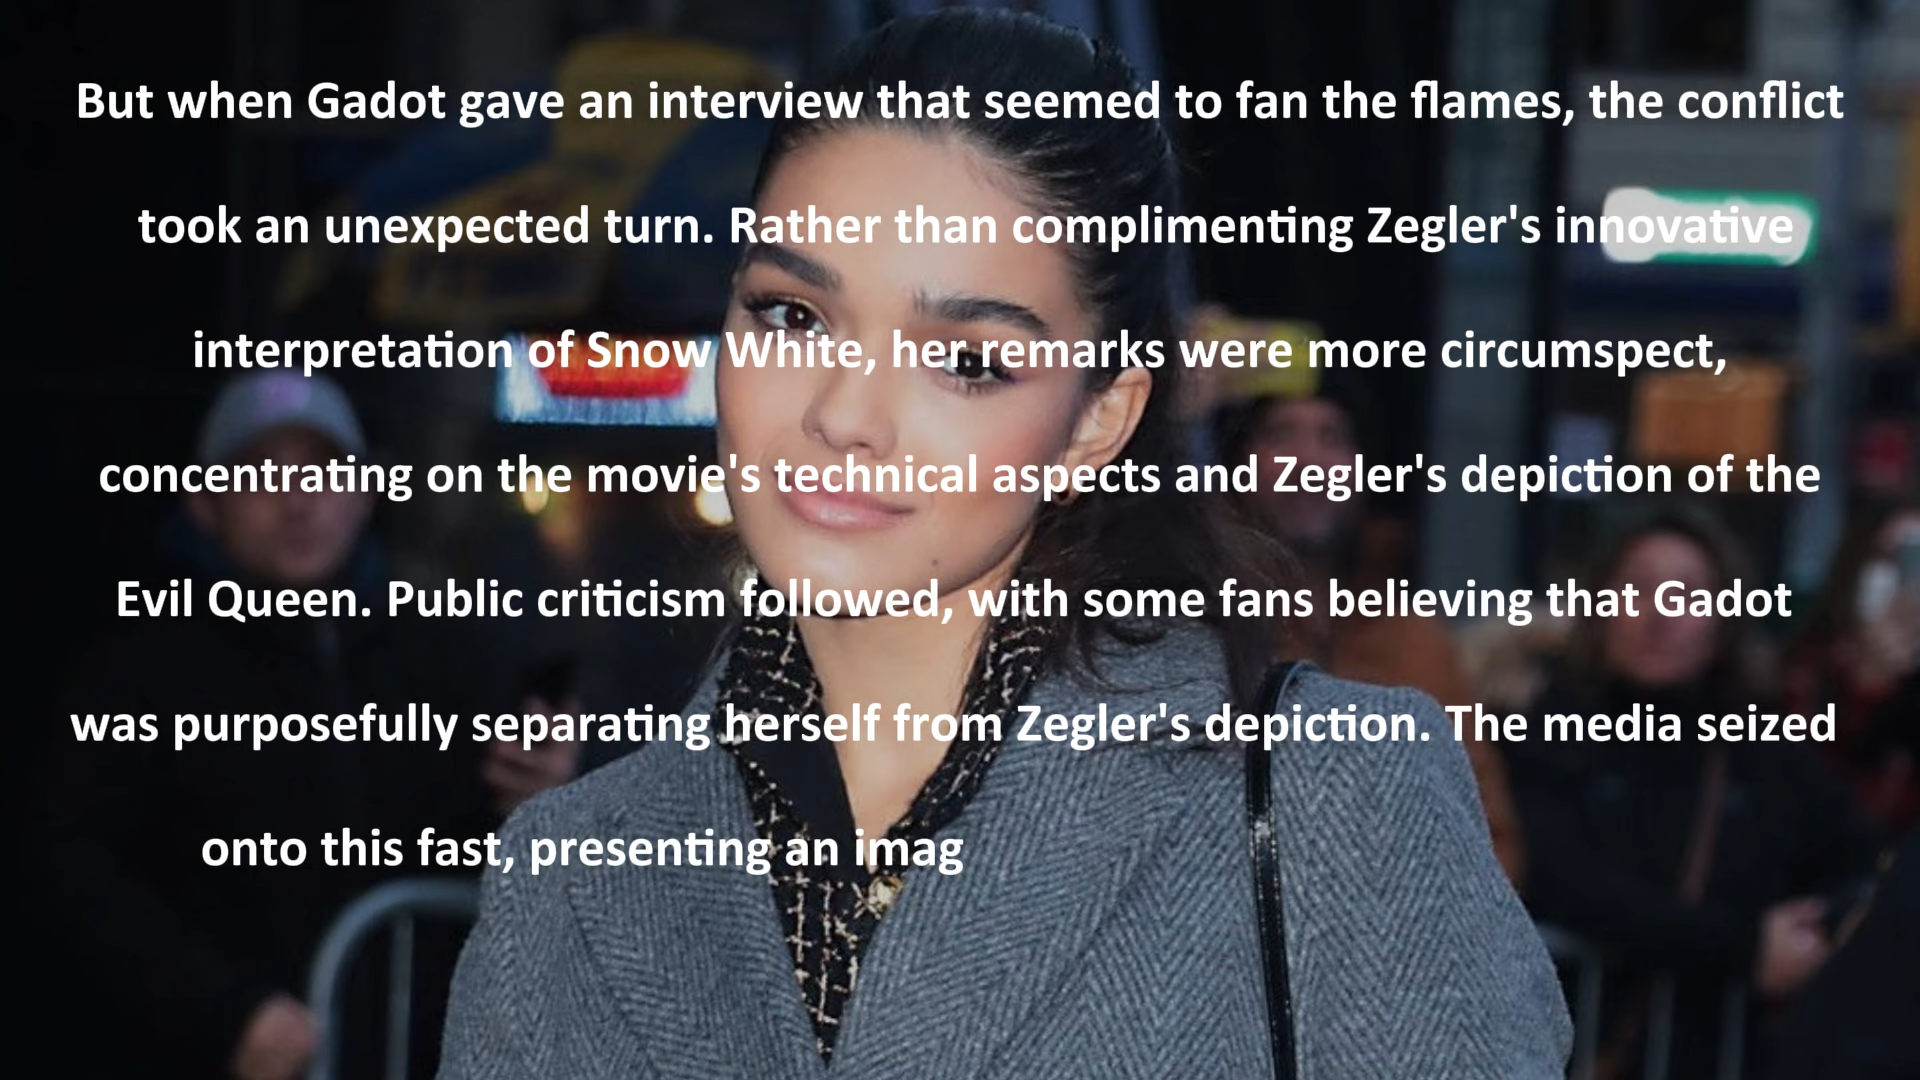 But when Gadot gave an interview that seemed to fan the flames, the conflict
took an unexpected turn. Rather than complimenting Zegler's innovative
interpretation of Snow White, her remarks were more circumspect,
concentrating on the movie's technical aspects and Zegler's depiction of the
Evil Queen. Public criticism followed, with some fans believing that Gadot
was purposefully separating herself from Zegler's depiction. The media seized
onto this fast, presenting an imag